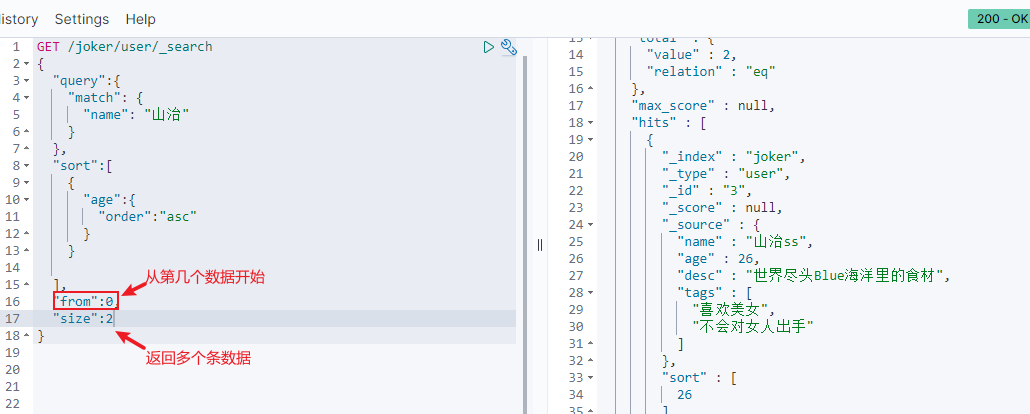 istory Settings Help
200 - OK
1 GET /joker/user/_search
2 {
3 "query":{
4 "match": {
5 "name": "山治"
6 }
7 },
8 "sort":[
9 {
10 "age":{
11 "order":"asc"
12 }
13 }
14
15 ],
16 "from":0,
17 "size":2
18 }
19
20
21
22
从第几个数据开始
返回多个条数据
13 "total" : {
14 "value" : 2,
15 "relation" : "eq"
16 },
17 "max_score" : null,
18 "hits" : [
19 {
20 "_index" : "joker",
21 "_type" : "user",
22 "_id" : "3",
23 "_score" : null,
24 "_source" : {
25 "name" : "山治ss",
26 "age" : 26,
27 "desc" : "世界尽头Blue海洋里的食材",
28 "tags" : [
29 "喜欢美女",
30 "不会对女人出手"
31 ]
32 },
33 "sort" : [
34 26
35 ]